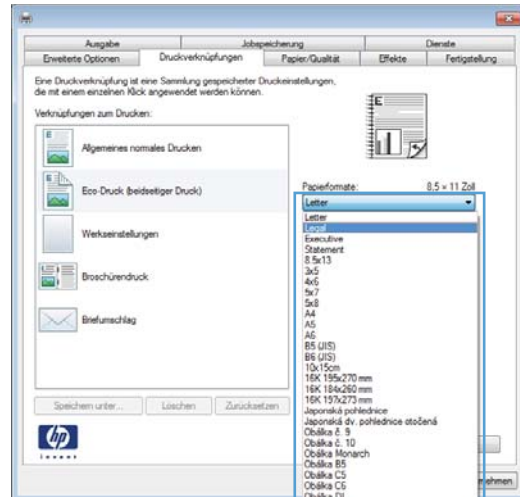 Ausgabe
Jobspeicherung
Dienste
Erweiterte Optionen
Druckverknüpfungen
Papier/Qualität
Effekte
Fertigstellung
Eine Druckverknüpfung ist eine Sammlung gespeicherter Druckeinstellungen,
die mit einem einzelnen Klick angewendet werden können.
Verknüpfungen zum Drucken:
Allgemeines normales Drucken
Eco-Druck (beidseitiger Druck)
Werkseinstellungen
Broschürendruck
Briefumschlag
Speichern unter...
Löschen
Zurücksetzen
hp
invent
E
Papierformate:
8,5 × 11 Zoll
Letter
Letter
Legal
Executive
Statement
8.5x13
3x5
4x6
5x7
5x8
A4
A5
A6
B5 (JIS)
B6 (JIS)
10x15cm
16K 195x270 mm
16K 184x260 mm
16K 197x273 mm
Japonská pohlednice
Japonská dv. pohlednice otočená
Obálka č. 9
Obálka č. 10
Obálka Monarch
Obálka B5
Obálka C5
Obálka C6
Obálka DL